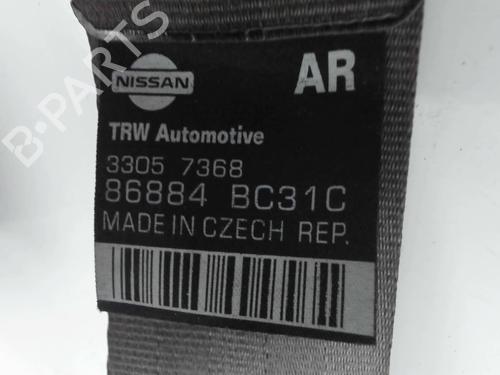 NISSAN
AR
TRW Automotive
3305 7368
86884 BC31C
MADE IN CZECH REP.
B-PARTS